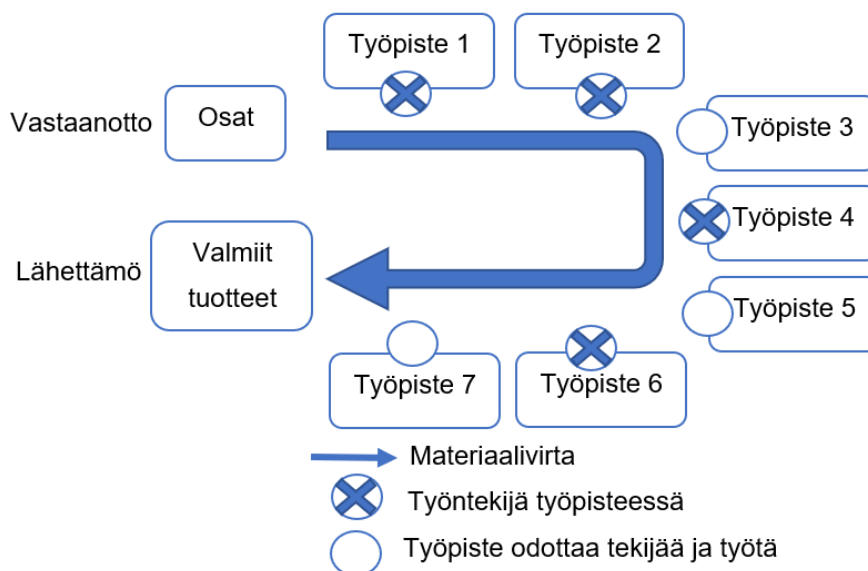 Työpiste 1
Työpiste 2
Vastaanotto
Osat
Työpiste 3
Työpiste 4
Lähettämö
Valmiit
tuotteet
Työpiste 5
Työpiste 7
Työpiste 6
Materiaalivirta
Työntekijä työpisteessä
Työpiste odottaa tekijää ja työtä